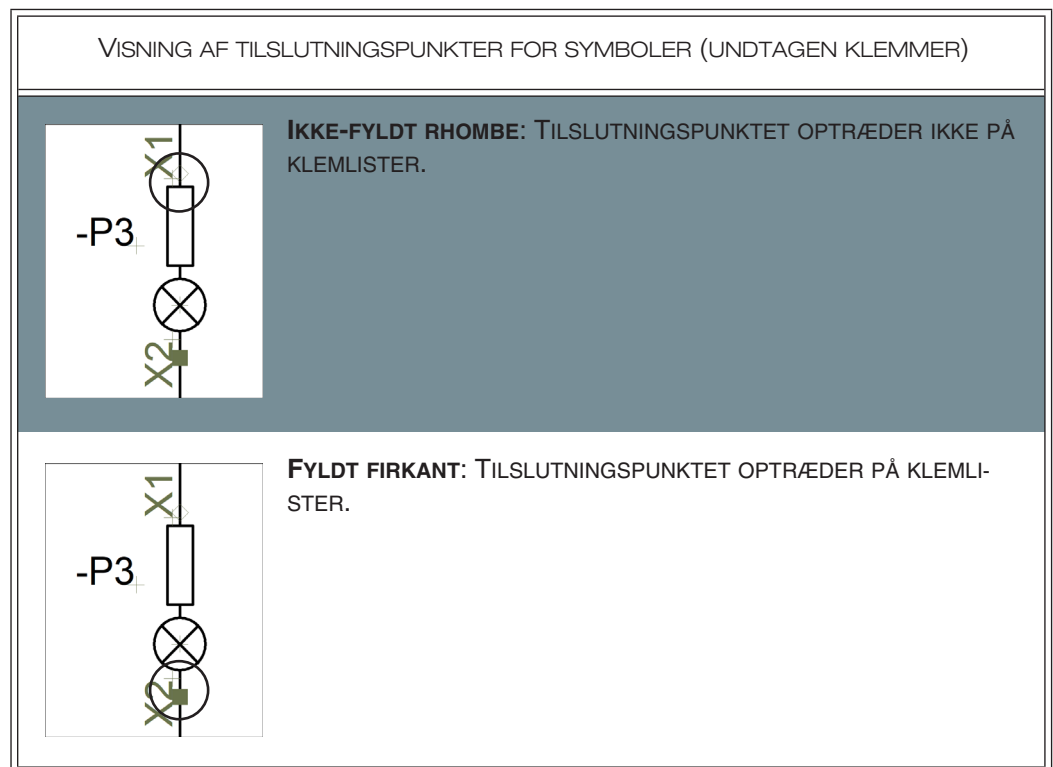 VISNING AF TILSLUTNINGSPUNKTER FOR SYMBOLER (UNDTAGEN KLEMMER)
X1
-P3
X2
IKKE-FYLDT RHOMBE: TILSLUTNINGSPUNKTET OPTRÆDER IKKE PÅ
KLEMLISTER.
X1
-P3
X2
FYLDT FIRKANT: TILSLUTNINGSPUNKTET OPTRÆDER PÅ KLEMLI-
STER.